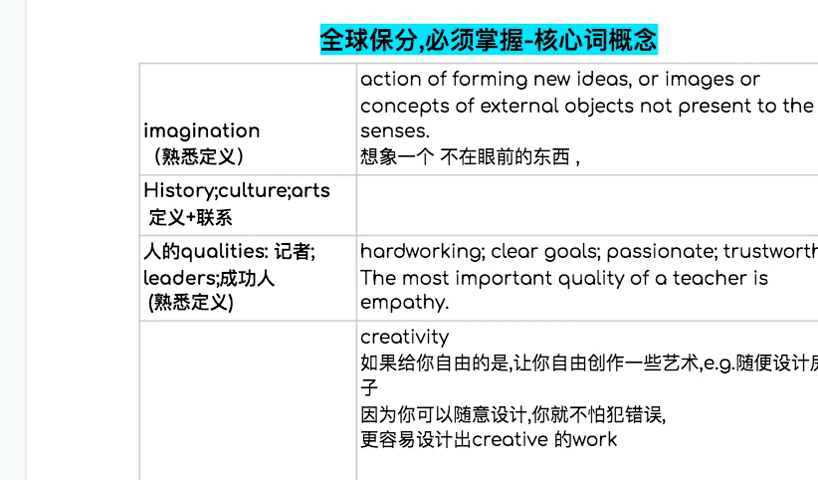 全球保分,必须掌握-核心词概念
imagination
（熟悉定义）
action of forming new ideas, or images or
concepts of external objects not present to the
senses.
想象一个 不在眼前的东西 ，
History;culture;arts
定义+联系
人的qualities: 记者;
leaders;成功人
(熟悉定义)
hardworking; clear goals; passionate;
The most important quality of a teacher is
empathy.
creativity
如果给你自由的是,让你自由创作一些艺术,e.g.随便设计房
子
因为你可以随意设计,你就不怕犯错误,
更容易设计出creative 的work